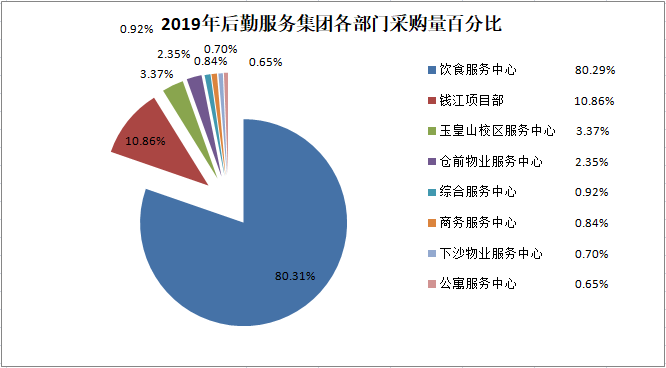 2019年后勤服务集团各部门采购量百分比
0.92%
2.35%
0.70%
3.37%
0.84%
0.65%
10.86%
80.31%
饮食服务中心 80.29%
钱江项目部 10.86%
玉皇山校区服务中心 3.37%
仓前物业服务中心 2.35%
综合服务中心 0.92%
商务服务中心 0.84%
下沙物业服务中心 0.70%
公寓服务中心 0.65%